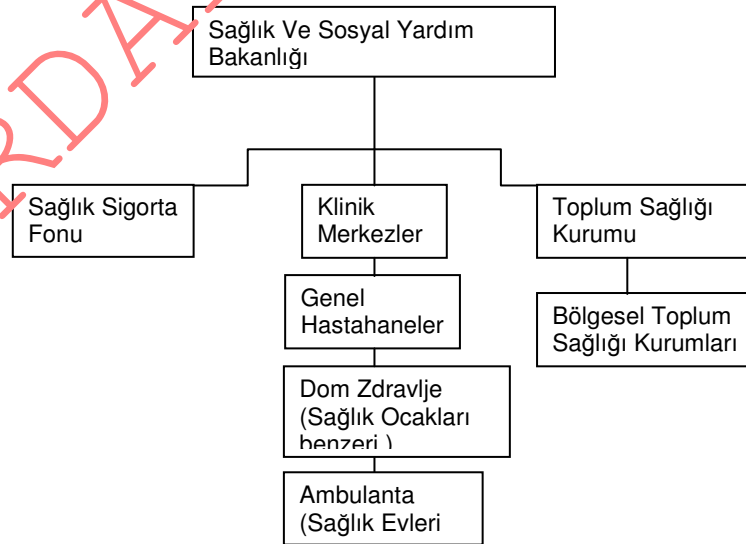 Sağlık Ve Sosyal Yardım
Bakanlığı
Sağlık Sigorta
Fonu
Klinik
Merkezler
Toplum Sağlığı
Kurumu
Genel
Hastahaneler
Bölgesel Toplum
Sağlığı Kurumları
Dom Zdravlje
(Sağlık Ocakları
benzeri )
Ambulanta
(Sağlık Evleri